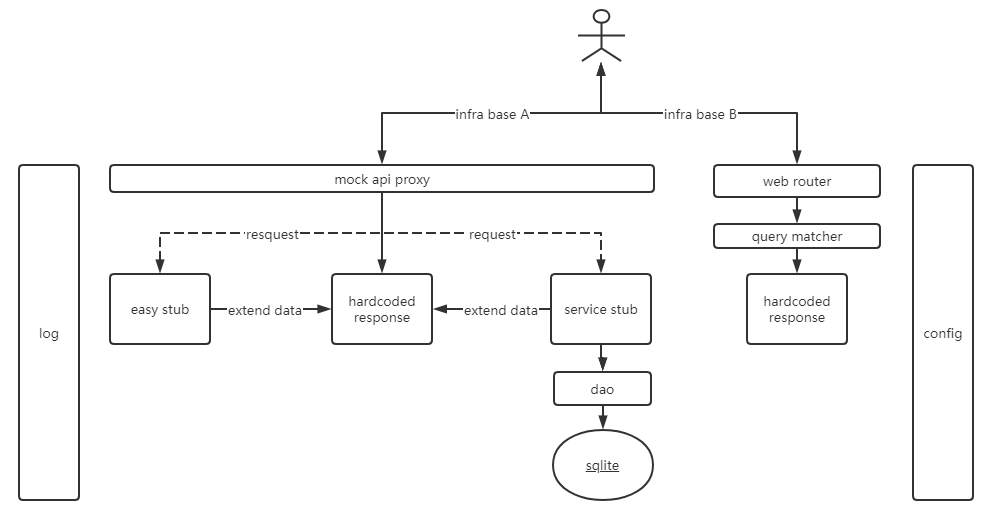 infra base A
infra base B
mock api proxy
web router
resquest
request
query matcher
easy stub
extend data
hardcoded
response
extend data
service stub
hardcoded
response
log
config
dao
sqlite